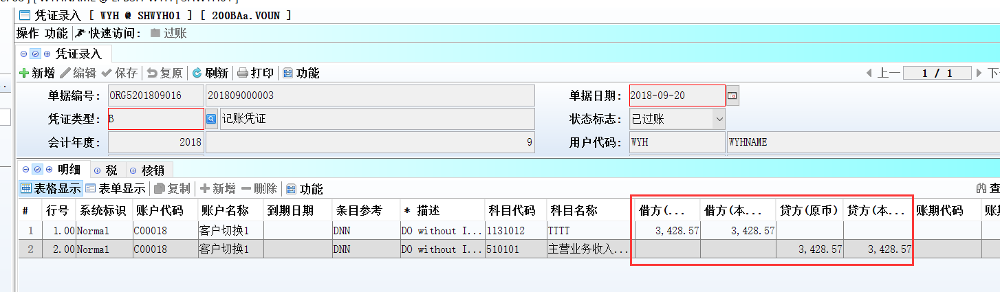 凭证录入 [ WYH @ SHWYH01 ] [ 200BAa.VOUN ]
操作 功能 快速访问: 过账
凭证录入
新增 编辑 保存 复原 刷新 打印 功能 上一 1 / 1
单据编号: ORG5201809016 201809000003 单据日期: 2018-09-20
凭证类型: B 记账凭证 状态标志: 已过账
会计年度: 2018 9 用户代码: WYH WYHNAME
明细 税 核销
表格显示 表单显示 复制 新增 删除 功能
# 行号 系统标识 账户代码 账户名称 到期日期 条目参考 * 描述 科目代码 科目名称 借方(... 借方(本... 贷方(原币) 贷方(本... 账期代码
1 1.00 Normal C00018 客户切换1 DNN DO without I... 1131012 TTTT 3,428.57 3,428.57
2 2.00 Normal C00018 客户切换1 DNN DO without I... 510101 主营业务收入... 3,428.57 3,428.57